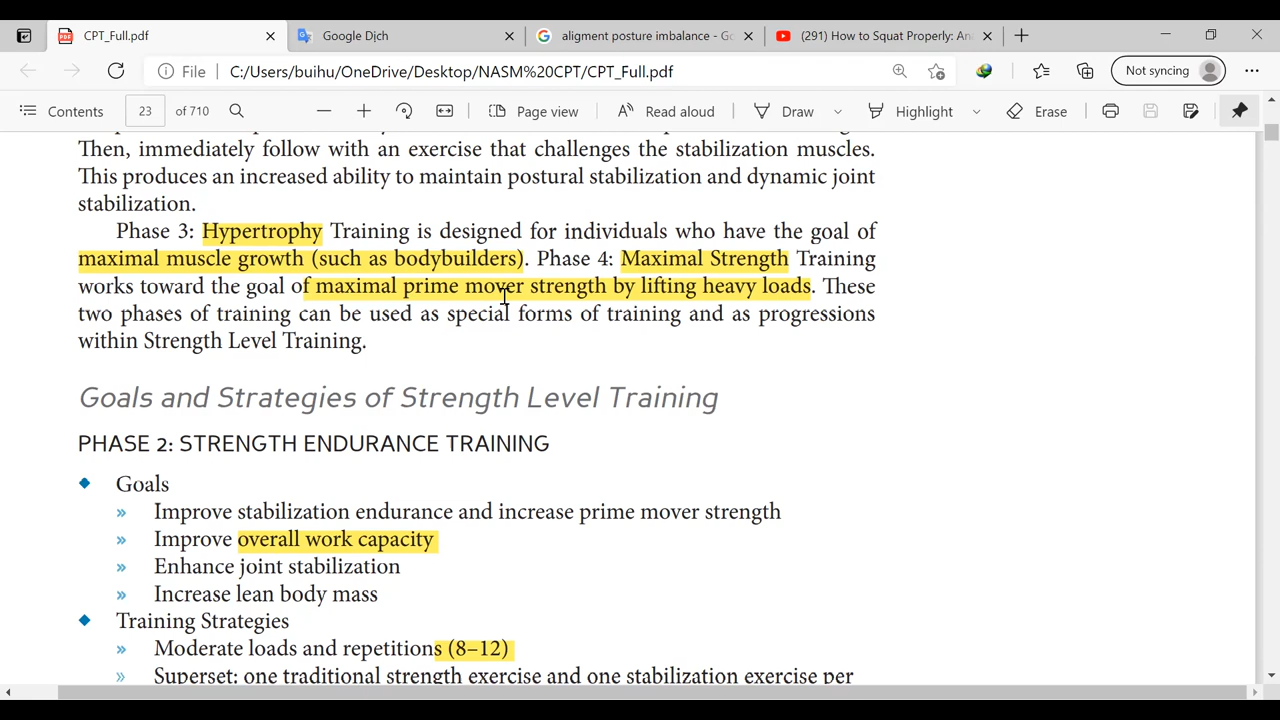 CPT_Full.pdf
Google Dịch
aligment posture imbalance - Go
(291) How to Squat Properly: An
File
C:/Users/buihu/OneDrive/Desktop/NASM%20CPT/CPT_Full.pdf
Not syncing
Contents
23
of 710
Page view
Read aloud
Draw
Highlight
Erase
Then, immediately follow with an exercise that challenges the stabilization muscles.
This produces an increased ability to maintain postural stabilization and dynamic joint
stabilization.
Phase 3: Hypertrophy Training is designed for individuals who have the goal of
maximal muscle growth (such as bodybuilders). Phase 4: Maximal Strength Training
works toward the goal of maximal prime mover strength by lifting heavy loads. These
two phases of training can be used as special forms of training and as progressions
within Strength Level Training.
Goals and Strategies of Strength Level Training
PHASE 2: STRENGTH ENDURANCE TRAINING
Goals
» Improve stabilization endurance and increase prime mover strength
» Improve overall work capacity
» Enhance joint stabilization
» Increase lean body mass
Training Strategies
» Moderate loads and repetitions (8–12)
» Superset: one traditional strength exercise and one stabilization exercise per